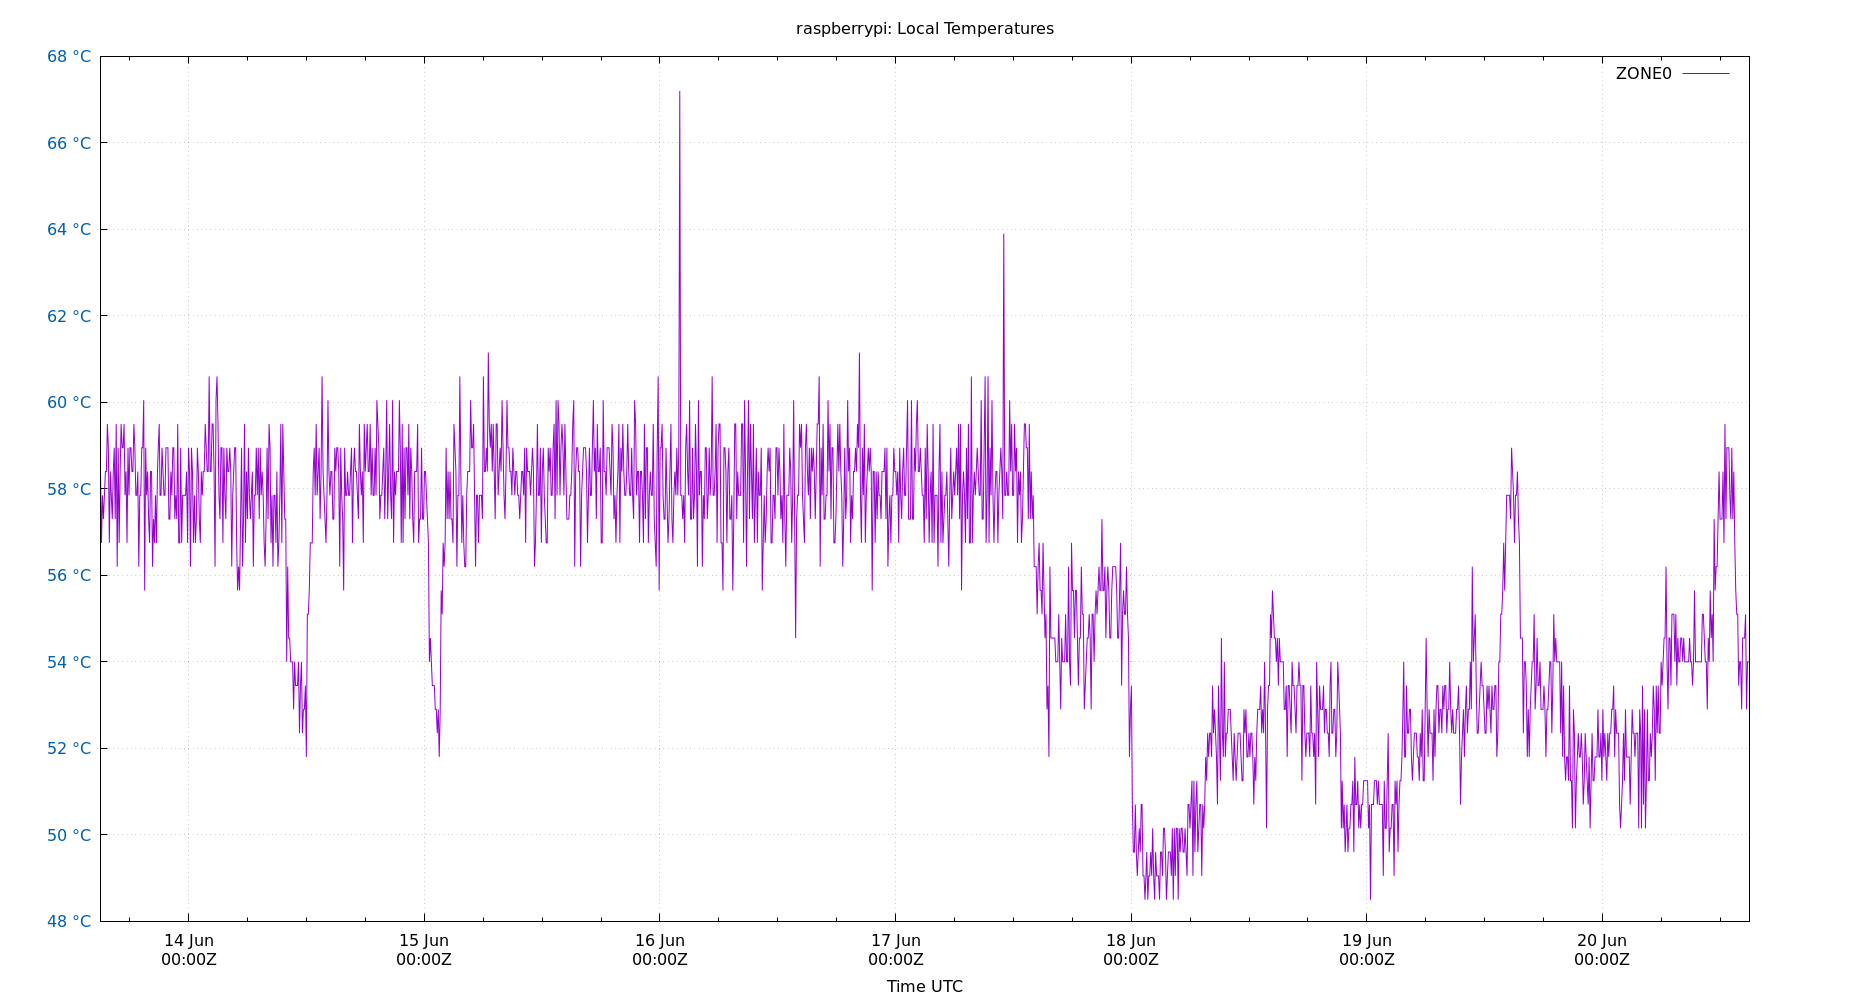 raspberrypi: Local Temperatures
68 °C
ZONE0
66 °C
64 °C
62 °C
60 °C
58 °C
56 °C
54 °C
52 °C
50 °C
48 °C
14 Jun 15 Jun 16 Jun 17 Jun 18 Jun 19 Jun 20 Jun
00:00Z 00:00Z 00:00Z 00:00Z 00:00Z 00:00Z 00:00Z
Time UTC